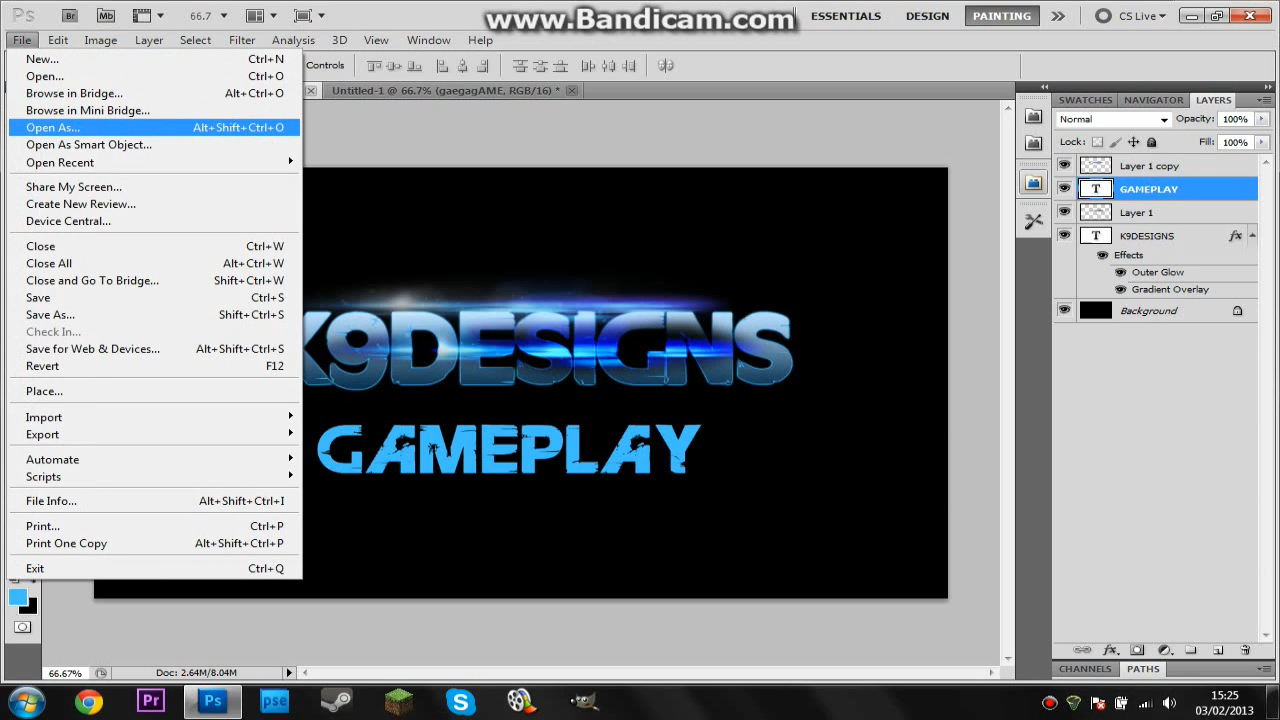 Ps Br Mb 66.7 www.Bandicam.com ESSENTIALS DESIGN PAINTING CS Live
File Edit Image Layer Select Filter Analysis 3D View Window Help
Controls
Untitled-1 @ 66.7% (gaegagAME, RGB/16) *
New... Ctrl+N
Open... Ctrl+O
Browse in Bridge... Alt+Ctrl+O
Browse in Mini Bridge...
Open As... Alt+Shift+Ctrl+O
Open As Smart Object...
Open Recent
Share My Screen...
Create New Review...
Device Central...
Close Ctrl+W
Close All Alt+Ctrl+W
Close and Go To Bridge... Shift+Ctrl+W
Save Ctrl+S
Save As... Shift+Ctrl+S
Check In...
Save for Web & Devices... Alt+Shift+Ctrl+S
Revert F12
Place...
Import
Export
Automate
Scripts
File Info... Alt+Shift+Ctrl+I
Print... Ctrl+P
Print One Copy Alt+Shift+Ctrl+P
Exit Ctrl+Q
K9DESIGNS
GAMEPLAY
SWATCHES NAVIGATOR LAYERS
Normal Opacity: 100%
Lock: Fill: 100%
Layer 1 copy
T GAMEPLAY
Layer 1
T K9DESIGNS fx
Effects
Outer Glow
Gradient Overlay
Background
fx
CHANNELS PATHS
66.67% Doc: 2.64M/8.04M
Pr Ps pse
15:25
03/02/2013